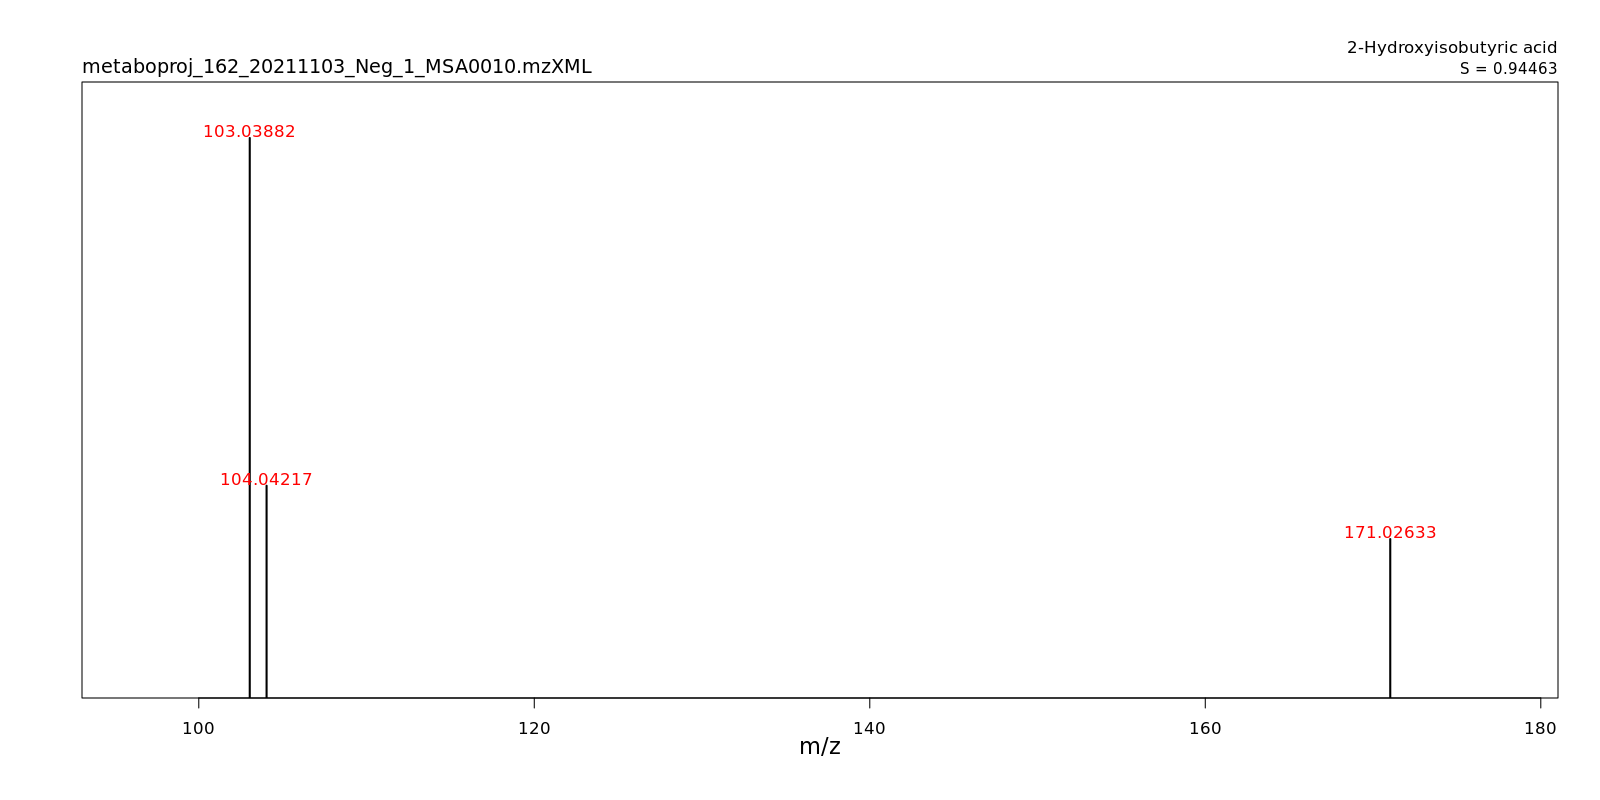 2-Hydroxyisobutyric acid
metaboproj_162_20211103_Neg_1_MSA0010.mzXML
S = 0.94463
103.03882
104.04217
171.02633
100 120 140 160 180
m/z